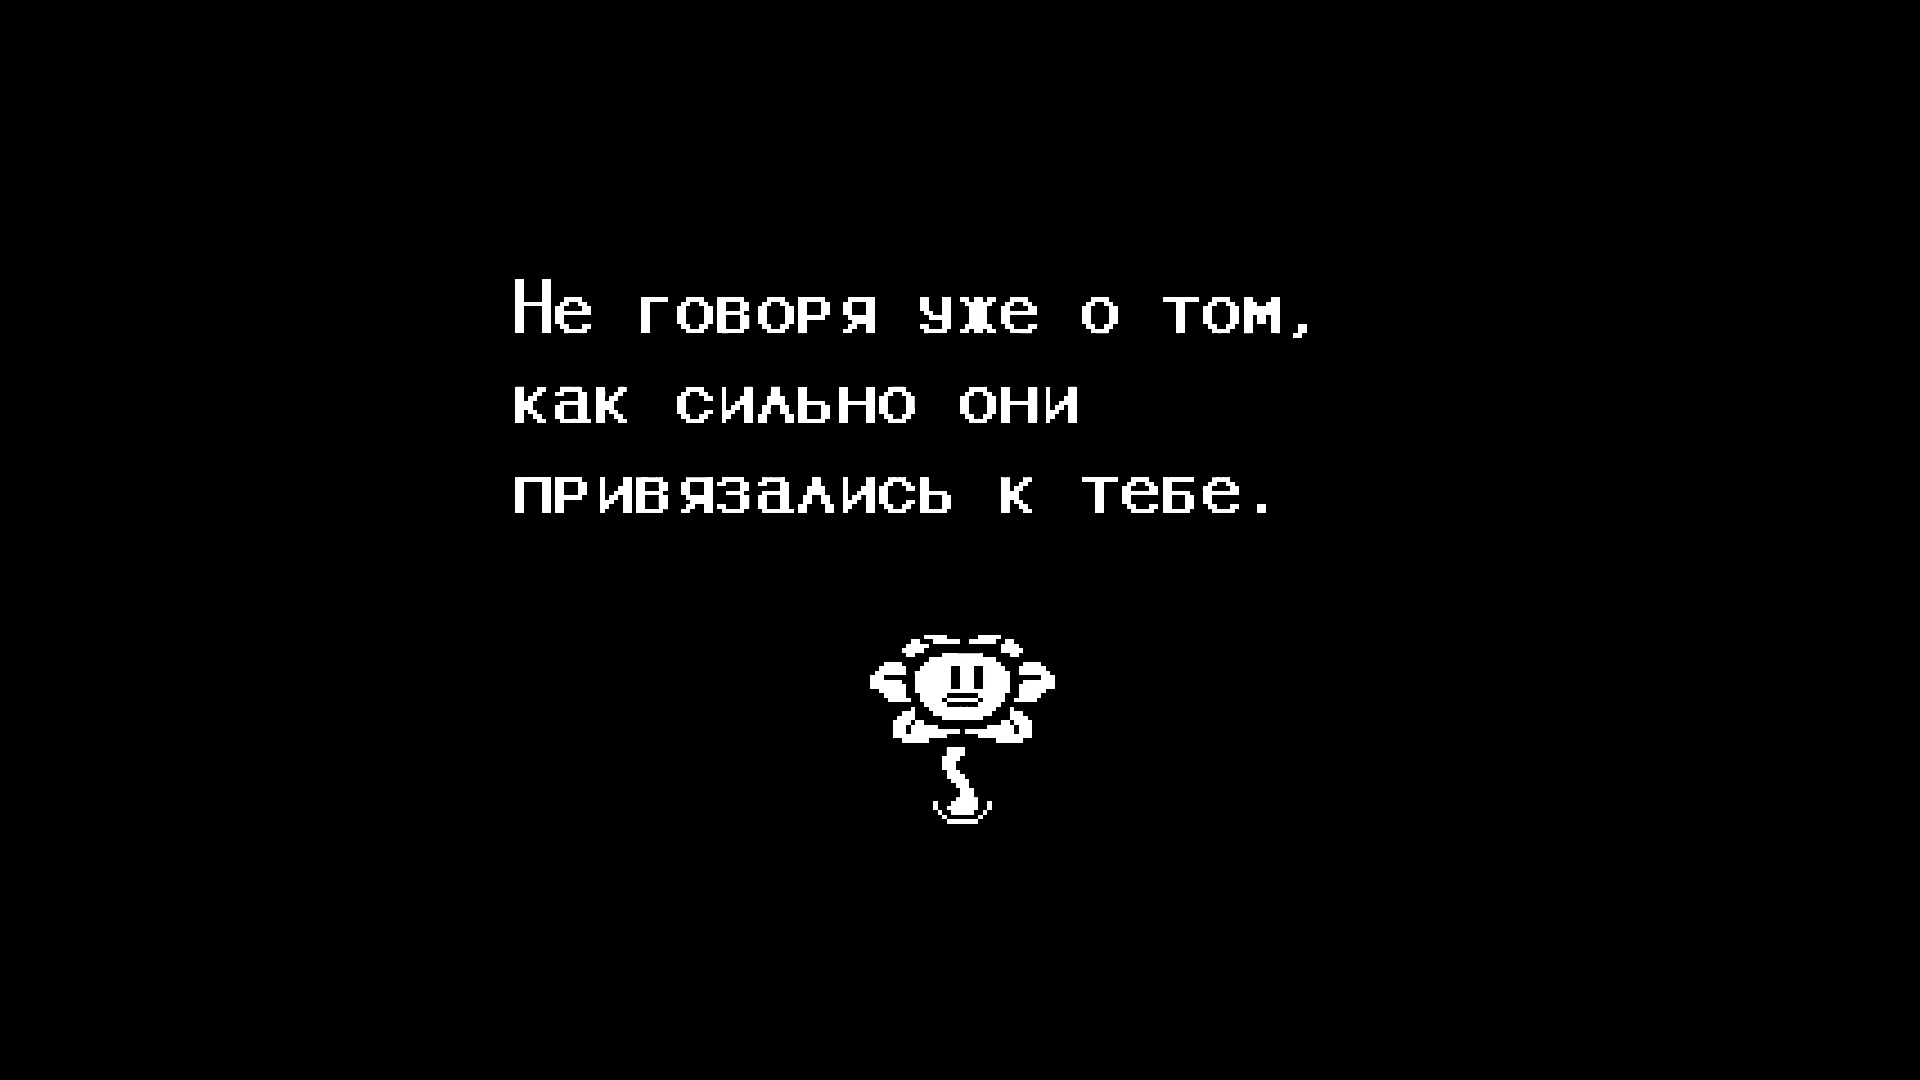 Не говоря уже о том,
как сильно они
привязались к тебе.